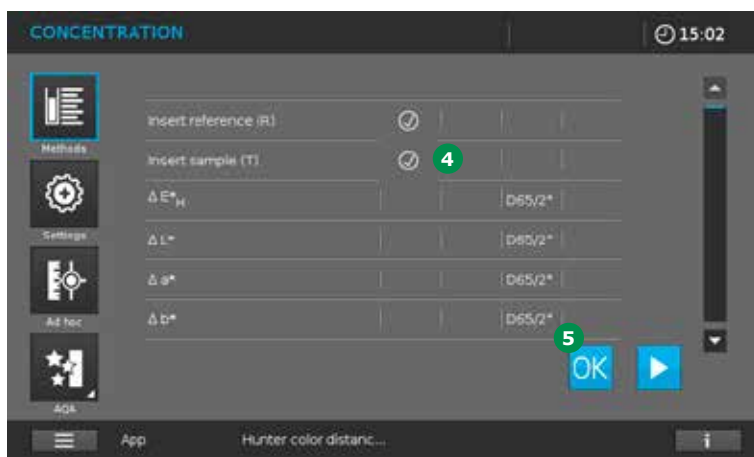 CONCENTRATION 15:02
Methods
Insert reference (R)
Insert sample (T) 4
Settings
Δ E*H D65/2°
Δ L* D65/2°
Ad hoc
Δ a* D65/2°
Δ b* D65/2°
5
OK
AQA
App Hunter color distanc... i